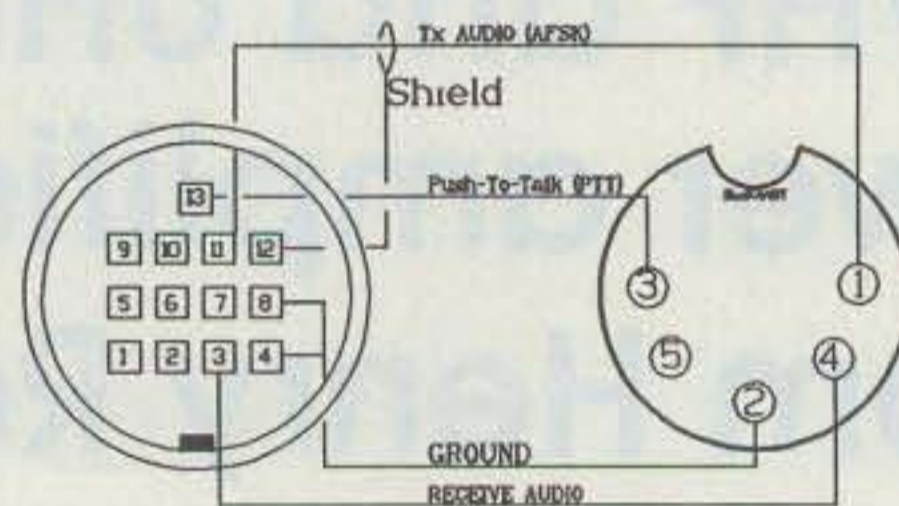 Tx AUDIO (AFSK)
Shield
Push-To-Talk (PTT)
13
9 10 11 12
5 6 7 8
1 2 3 4
3 1
5 4
2
GROUND
RECEIVE AUDIO